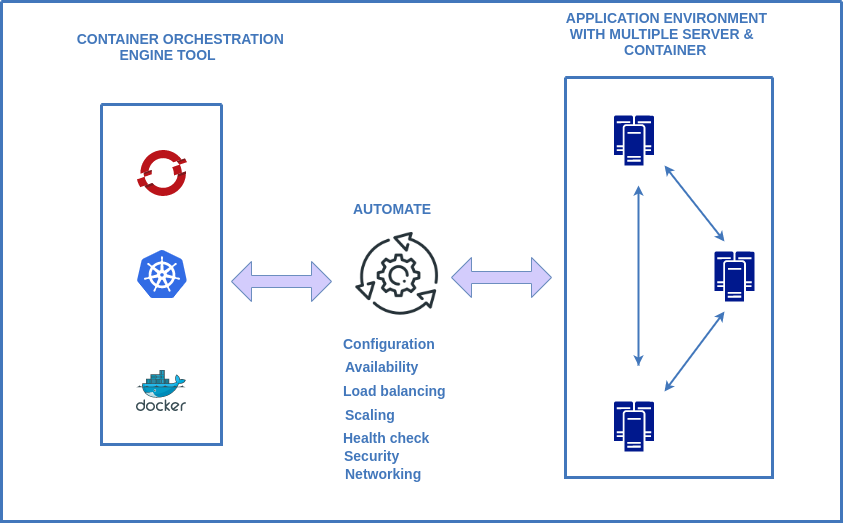 CONTAINER ORCHESTRATION
ENGINE TOOL
APPLICATION ENVIRONMENT
WITH MULTIPLE SERVER &
CONTAINER
AUTOMATE
docker
Configuration
Availability
Load balancing
Scaling
Health check
Security
Networking